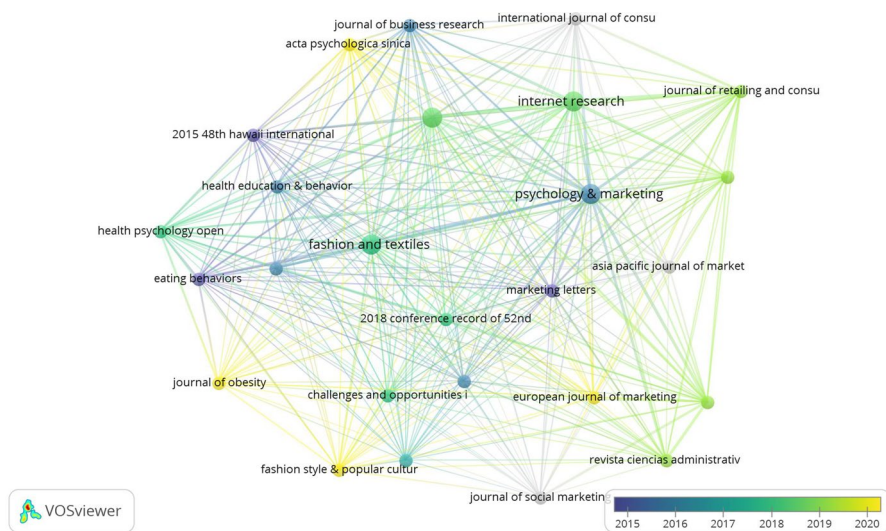 journal of business research
international journal of consu
acta psychologica sinica
journal of retailing and consu
internet research
2015 48th hawaii international
health education & behavior
psychology & marketing
health psychology open
fashion and textiles
asia pacific journal of market
eating behaviors
marketing letters
2018 conference record of 52nd
journal of obesity
challenges and opportunities i
european journal of marketing
revista ciencias administrativ
fashion style & popular cultur
journal of social marketing
VOSviewer
2015 2016 2017 2018 2019 2020